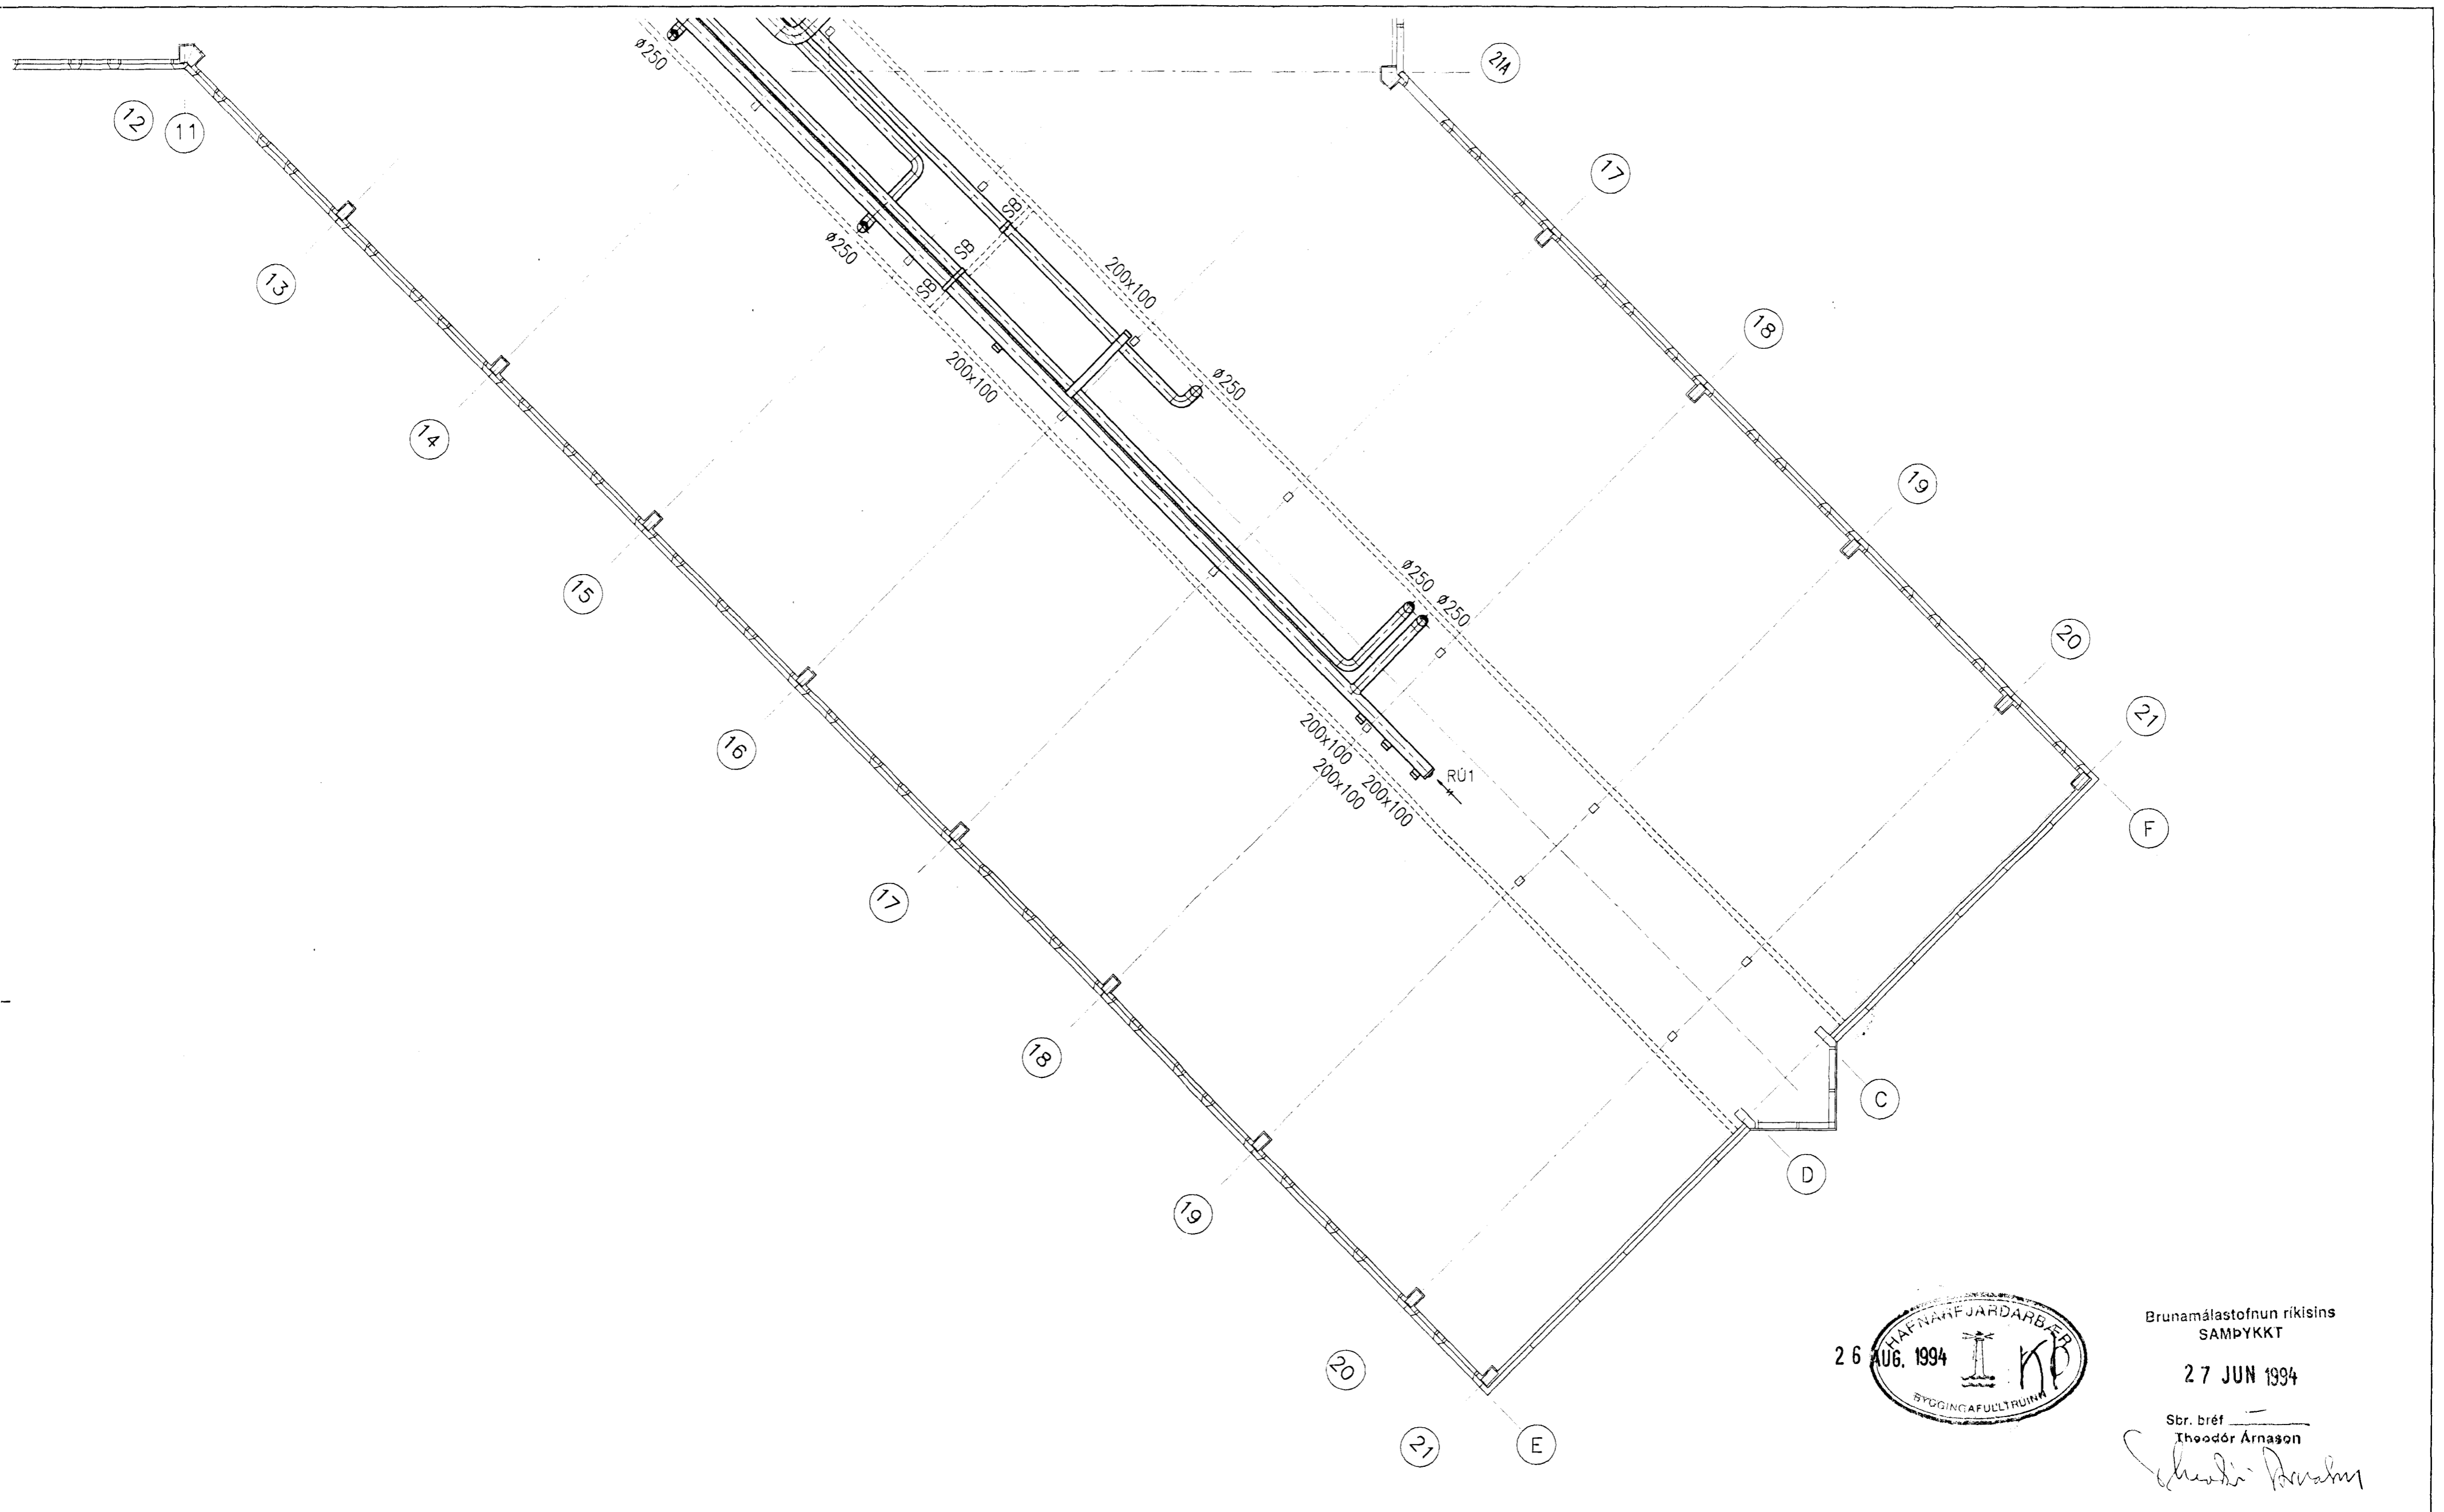 ø250
21A
12
11
17
SB
ø250
SB
200x100
13
SB
18
200x100
ø250
14
19
ø250
ø250
15
20
200x100
21
16
200x100
200x100
RÚ1
F
17
18
C
D
19
20
21
E
HAFNARFJARÐARBÆR
26 AUG. 1994
BYGGINGAFULLTRÚINN
Brunamálastofnun ríkisins
SAMÞYKKT
27 JUN 1994
Sbr. bréf
Theodór Árnason